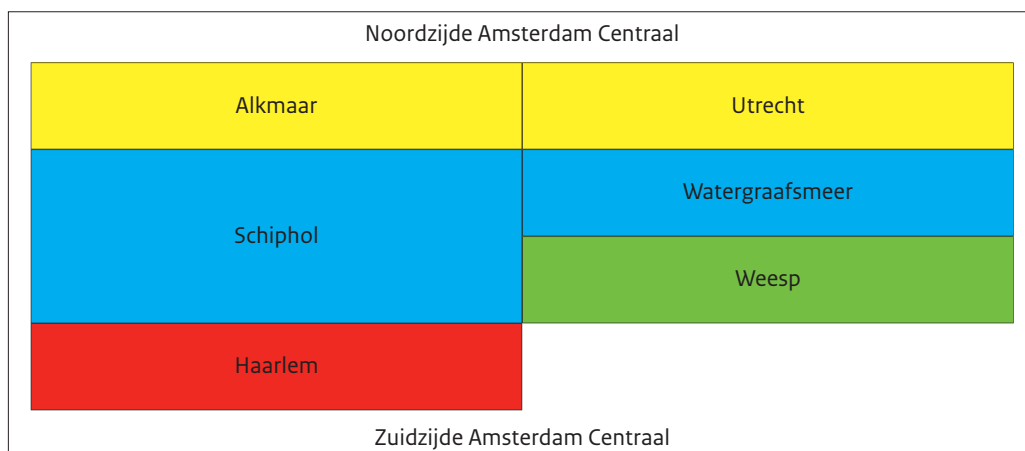 Noordzijde Amsterdam Centraal
Alkmaar
Utrecht
Schiphol
Watergraafsmeer
Weesp
Haarlem
Zuidzijde Amsterdam Centraal